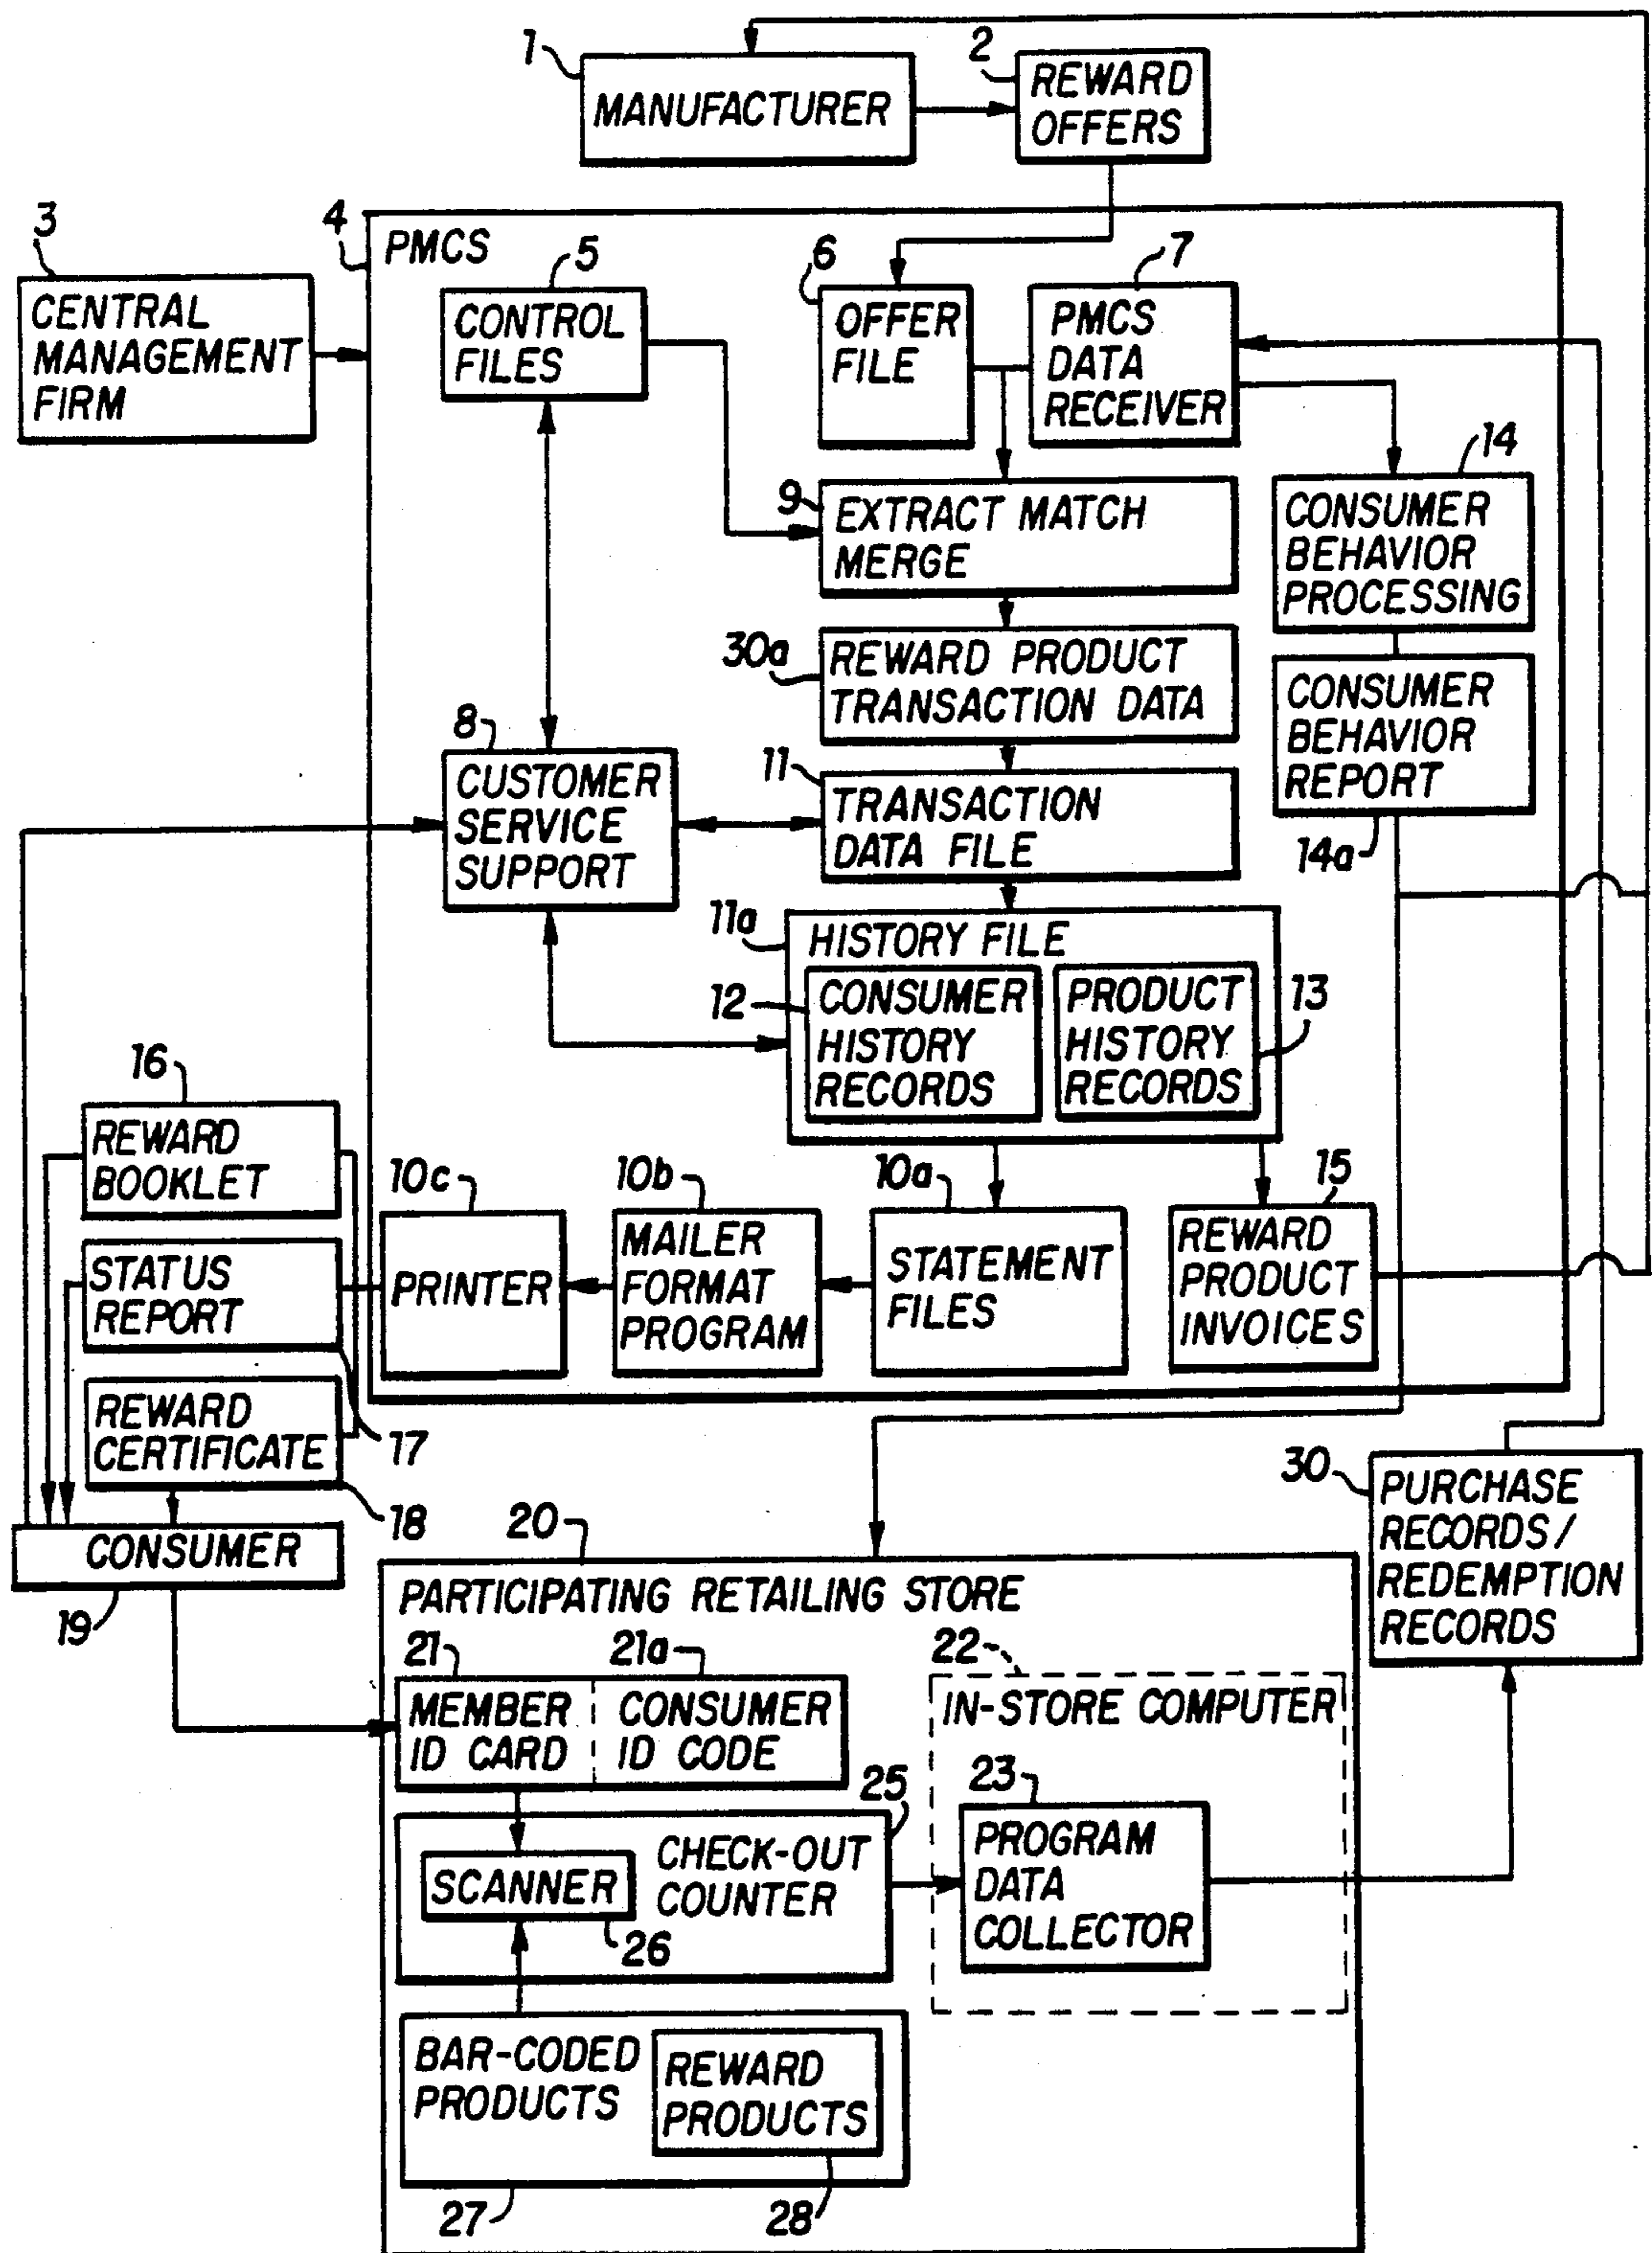 1
MANUFACTURER
2
REWARD
OFFERS
3
CENTRAL
MANAGEMENT
FIRM
4
PMCS
5
CONTROL
FILES
6
OFFER
FILE
7
PMCS
DATA
RECEIVER
9
EXTRACT MATCH
MERGE
14
CONSUMER
BEHAVIOR
PROCESSING
30a
REWARD PRODUCT
TRANSACTION DATA
CONSUMER
BEHAVIOR
REPORT
14a
8
CUSTOMER
SERVICE
SUPPORT
11
TRANSACTION
DATA FILE
11a
HISTORY FILE
12
CONSUMER
HISTORY
RECORDS
PRODUCT
HISTORY
RECORDS
13
16
REWARD
BOOKLET
STATUS
REPORT
17
REWARD
CERTIFICATE
18
10c
PRINTER
10b
MAILER
FORMAT
PROGRAM
10a
STATEMENT
FILES
15
REWARD
PRODUCT
INVOICES
CONSUMER
19
30
PURCHASE
RECORDS/
REDEMPTION
RECORDS
20
PARTICIPATING RETAILING STORE
21
MEMBER
ID CARD
21a
CONSUMER
ID CODE
22
IN-STORE COMPUTER
23
PROGRAM
DATA
COLLECTOR
25
CHECK-OUT
COUNTER
SCANNER
26
BAR-CODED
PRODUCTS
REWARD
PRODUCTS
27
28